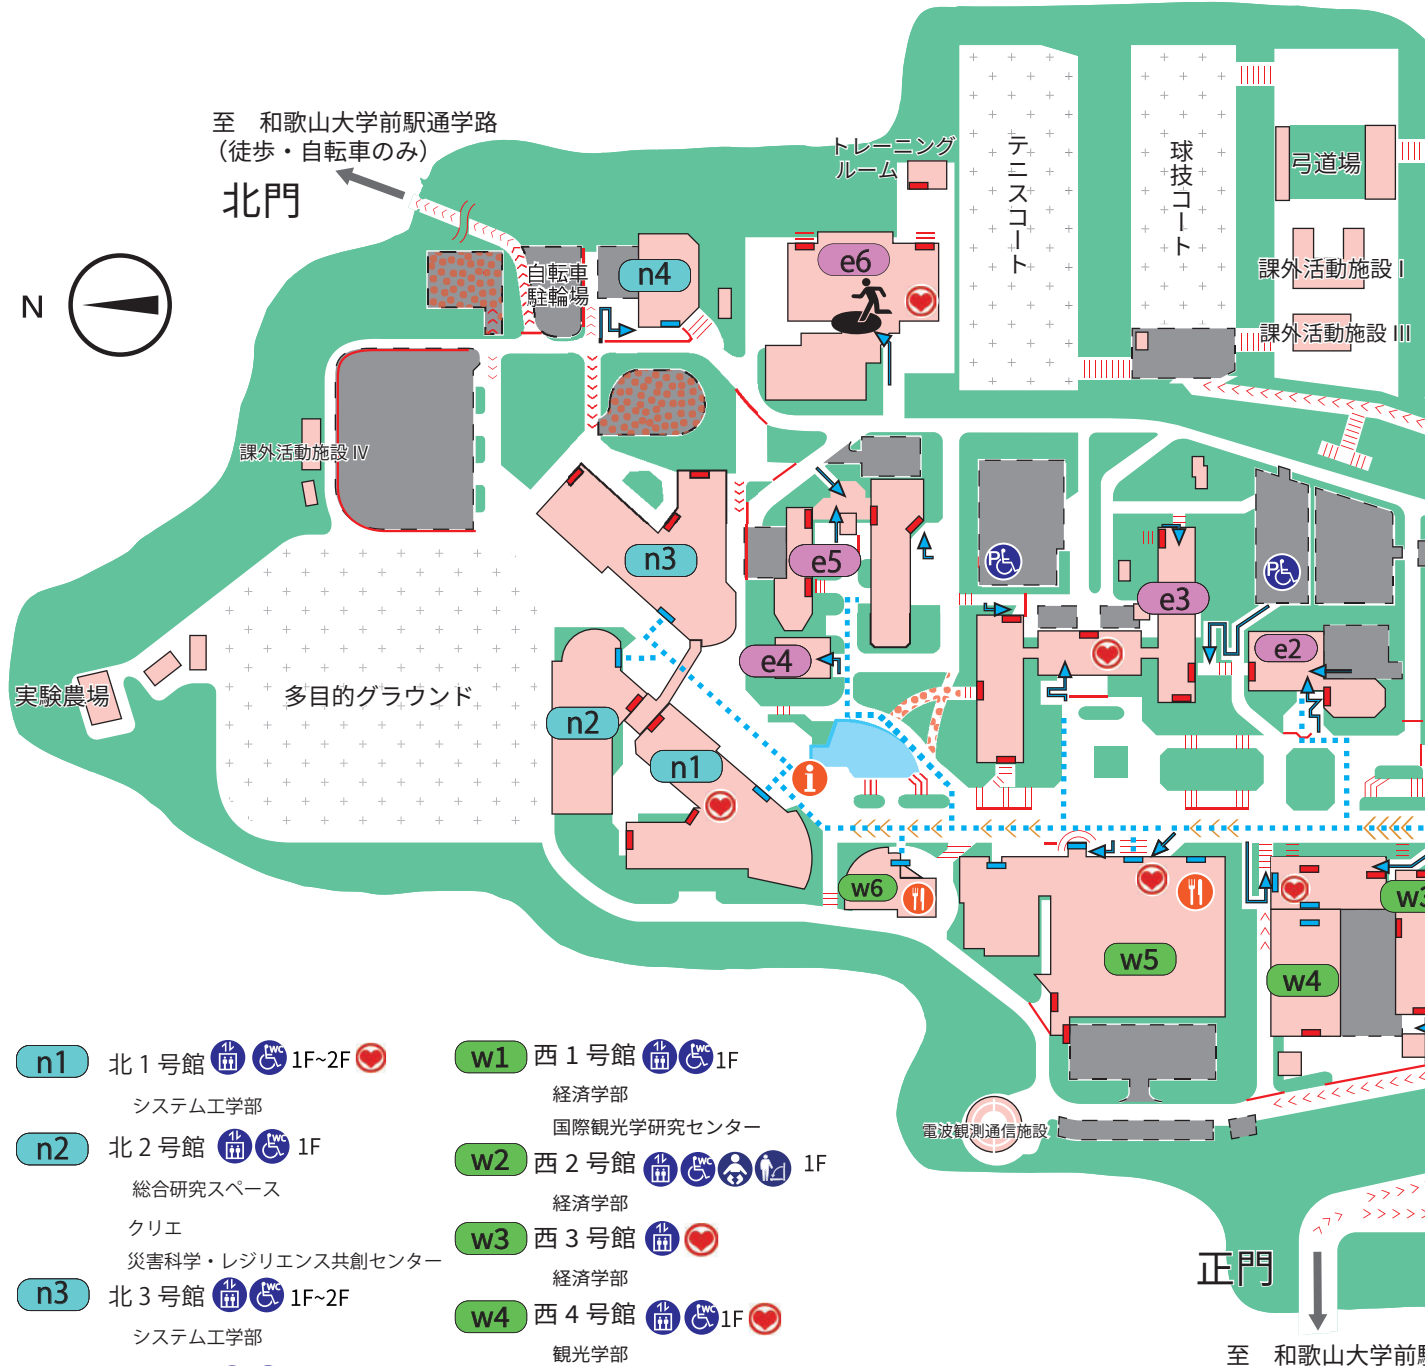 至　和歌山大学前駅通学路
（徒歩・自転車のみ）
北門
N
トレーニング
ルーム
テニスコート
球技コート
弓道場
課外活動施設 I
課外活動施設 III
自転車
駐輪場
n4
e6
課外活動施設 IV
n3
e5
P
e3
P
e2
e4
実験農場
多目的グラウンド
n2
n1
i
w6
w5
w4
w3
電波観測通信施設
正門
至　和歌山大学前駅
n1 北 1 号館 WC 1F~2F
システム工学部
n2 北 2 号館 WC 1F
総合研究スペース
クリエ
災害科学・レジリエンス共創センター
n3 北 3 号館 WC 1F~2F
システム工学部
w1 西 1 号館 WC 1F
経済学部
国際観光学研究センター
w2 西 2 号館 WC 1F
経済学部
w3 西 3 号館
経済学部
w4 西 4 号館 WC 1F
観光学部